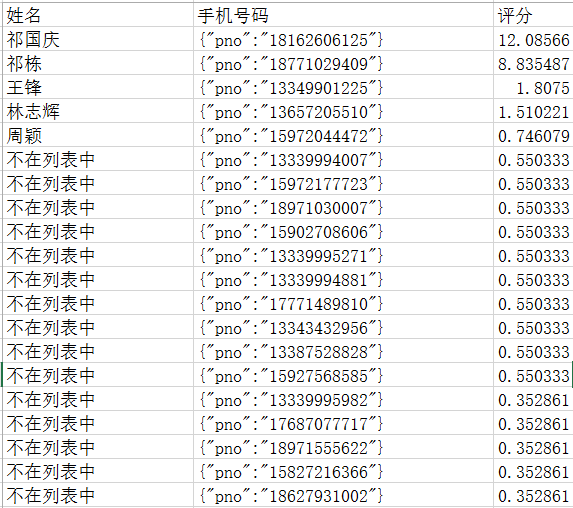 姓名 手机号码 评分
祁国庆 {"pno":"18162606125"} 12.08566
祁栋 {"pno":"18771029409"} 8.835487
王锋 {"pno":"13349901225"} 1.8075
林志辉 {"pno":"13657205510"} 1.510221
周颖 {"pno":"15972044472"} 0.746079
不在列表中 {"pno":"13339994007"} 0.550333
不在列表中 {"pno":"15972177723"} 0.550333
不在列表中 {"pno":"18971030007"} 0.550333
不在列表中 {"pno":"15902708606"} 0.550333
不在列表中 {"pno":"13339995271"} 0.550333
不在列表中 {"pno":"13339994881"} 0.550333
不在列表中 {"pno":"17771489810"} 0.550333
不在列表中 {"pno":"13343432956"} 0.550333
不在列表中 {"pno":"13387528828"} 0.550333
不在列表中 {"pno":"15927568585"} 0.550333
不在列表中 {"pno":"13339995982"} 0.352861
不在列表中 {"pno":"17687077717"} 0.352861
不在列表中 {"pno":"18971555622"} 0.352861
不在列表中 {"pno":"15827216366"} 0.352861
不在列表中 {"pno":"18627931002"} 0.352861